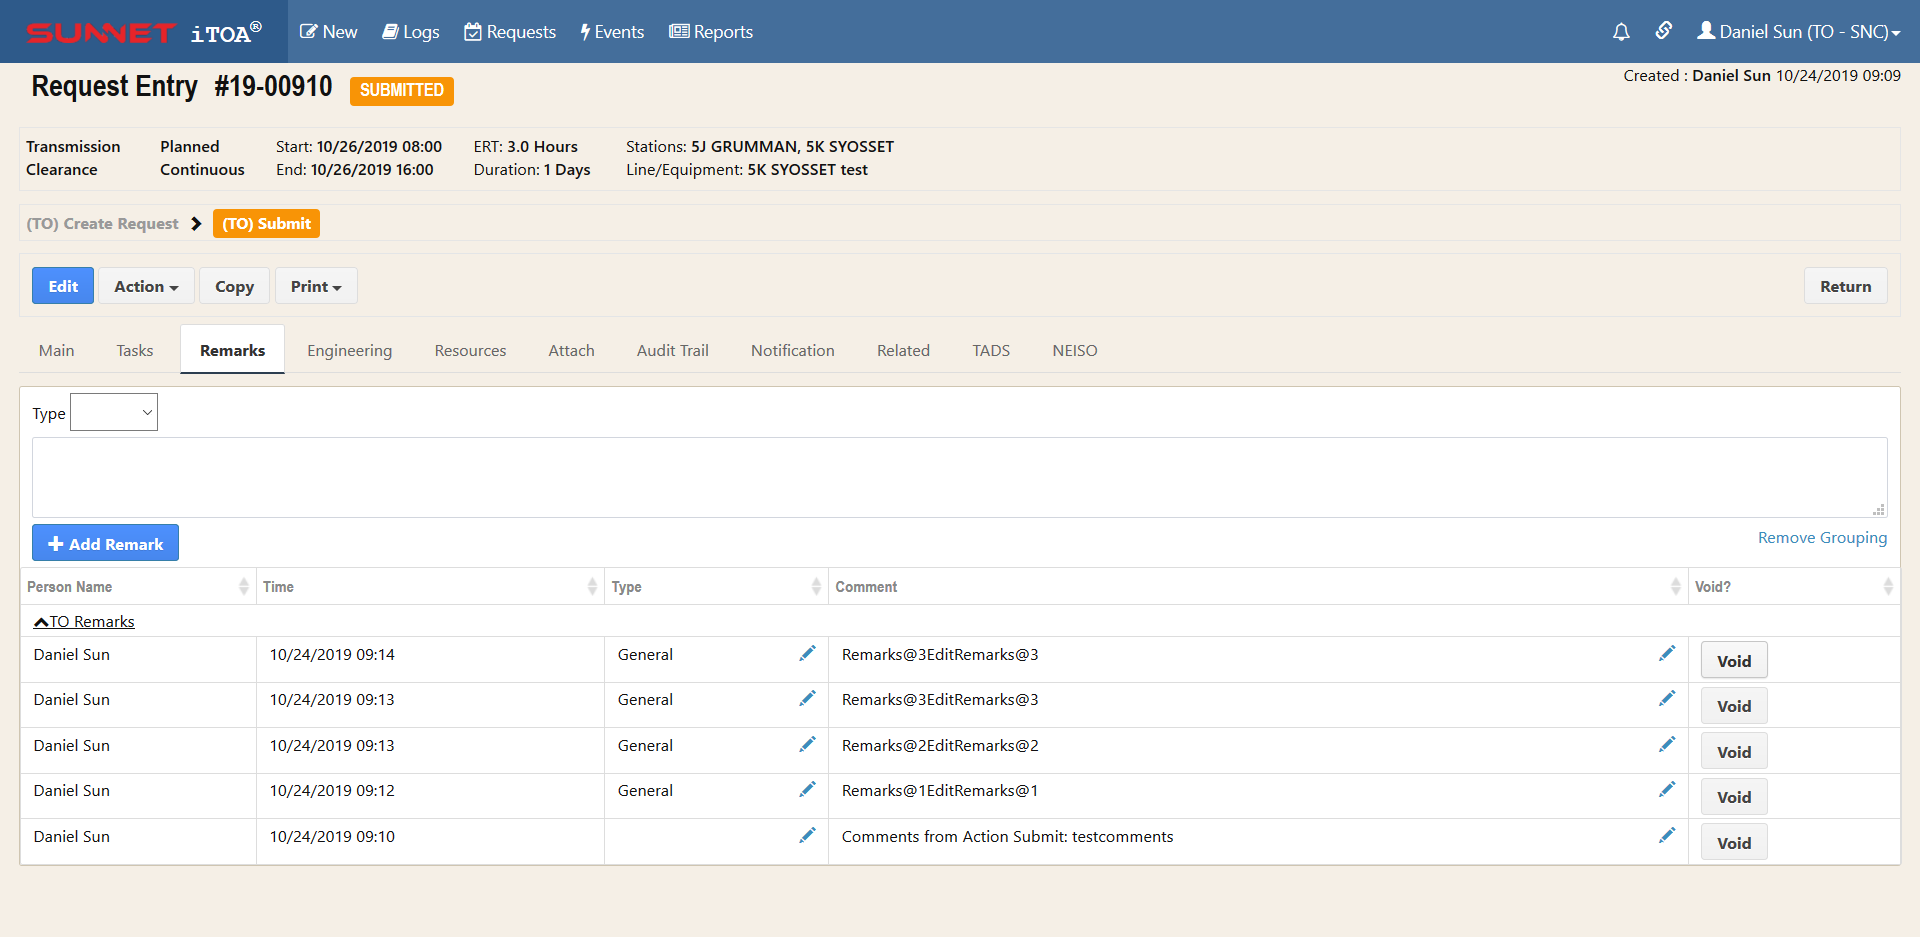 SUNNET iTOA® New Logs Requests Events Reports Daniel Sun (TO - SNC)
Request Entry #19-00910 SUBMITTED Created : Daniel Sun 10/24/2019 09:09
Transmission Planned Start: 10/26/2019 08:00 ERT: 3.0 Hours Stations: 5J GRUMMAN, 5K SYOSSET
Clearance Continuous End: 10/26/2019 16:00 Duration: 1 Days Line/Equipment: 5K SYOSSET test
(TO) Create Request (TO) Submit
Edit Action Copy Print Return
Main Tasks Remarks Engineering Resources Attach Audit Trail Notification Related TADS NEISO
Type
Add Remark Remove Grouping
Person Name Time Type Comment Void?
TO Remarks
Daniel Sun 10/24/2019 09:14 General Remarks@3EditRemarks@3 Void
Daniel Sun 10/24/2019 09:13 General Remarks@3EditRemarks@3 Void
Daniel Sun 10/24/2019 09:13 General Remarks@2EditRemarks@2 Void
Daniel Sun 10/24/2019 09:12 General Remarks@1EditRemarks@1 Void
Daniel Sun 10/24/2019 09:10 Comments from Action Submit: testcomments Void